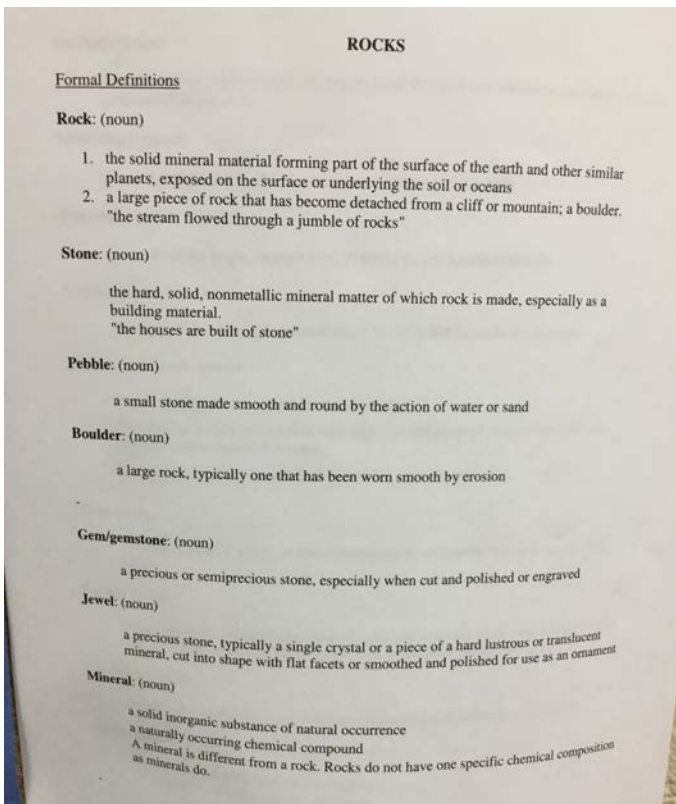 ROCKS
Formal Definitions
Rock: (noun)
1. the solid mineral material forming part of the surface of the earth and other similar
planets, exposed on the surface or underlying the soil or oceans
2. a large piece of rock that has become detached from a cliff or mountain; a boulder.
"the stream flowed through a jumble of rocks"
Stone: (noun)
the hard, solid, nonmetallic mineral matter of which rock is made, especially as a
building material.
"the houses are built of stone"
Pebble: (noun)
a small stone made smooth and round by the action of water or sand
Boulder: (noun)
a large rock, typically one that has been worn smooth by erosion
-
Gem/gemstone: (noun)
a precious or semiprecious stone, especially when cut and polished or engraved
Jewel: (noun)
a precious stone, typically a single crystal or a piece of a hard lustrous or translucent
mineral, cut into shape with flat facets or smoothed and polished for use as an ornament
Mineral: (noun)
a solid inorganic substance of natural occurrence
a naturally occurring chemical compound
A mineral is different from a rock. Rocks do not have one specific chemical composition
as minerals do.